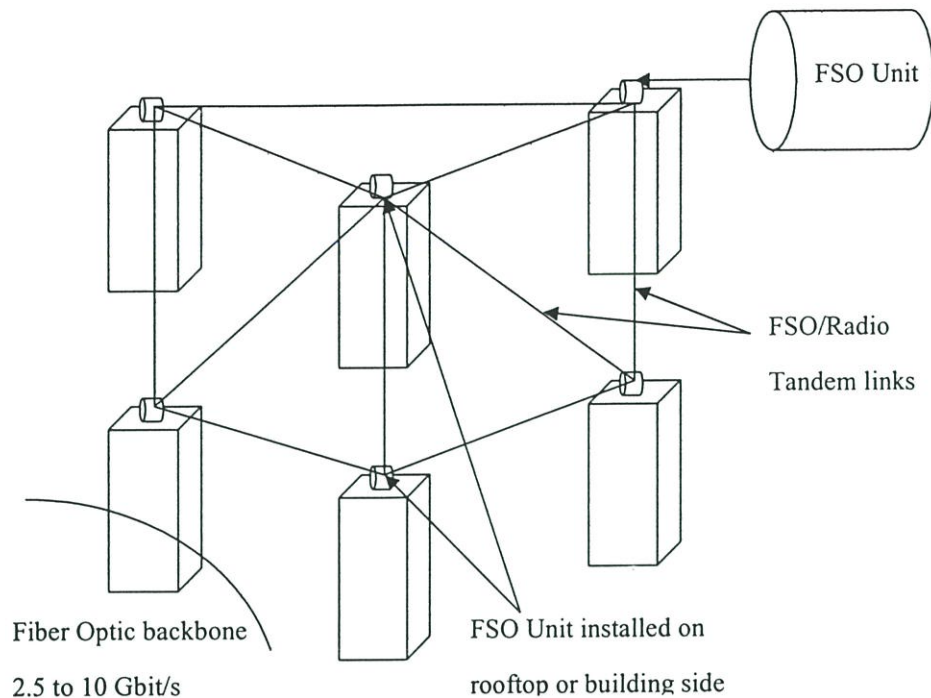 FSO Unit
FSO/Radio
Tandem links
Fiber Optic backbone
2.5 to 10 Gbit/s
FSO Unit installed on
rooftop or building side